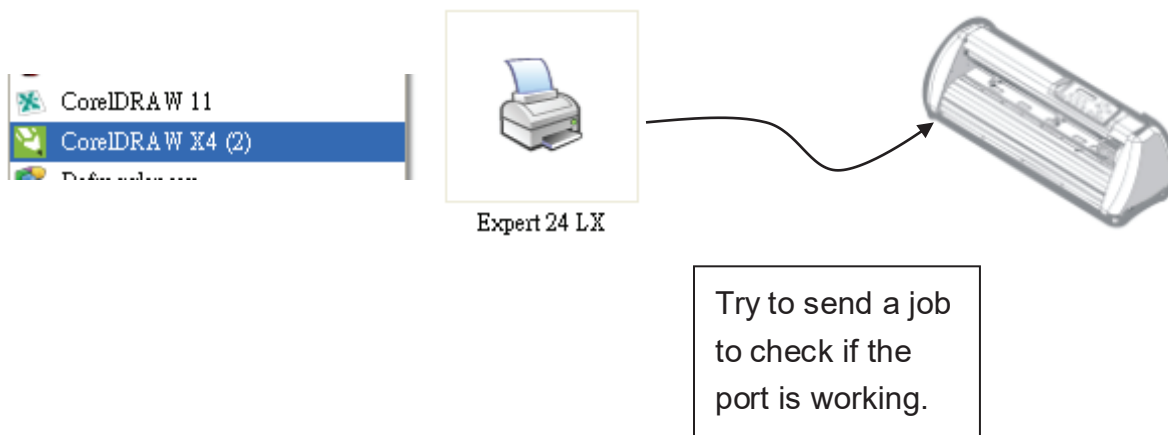 CorelDRAW 11
CorelDRAW X4 (2)
Expert 24 LX
Try to send a job
to check if the
port is working.